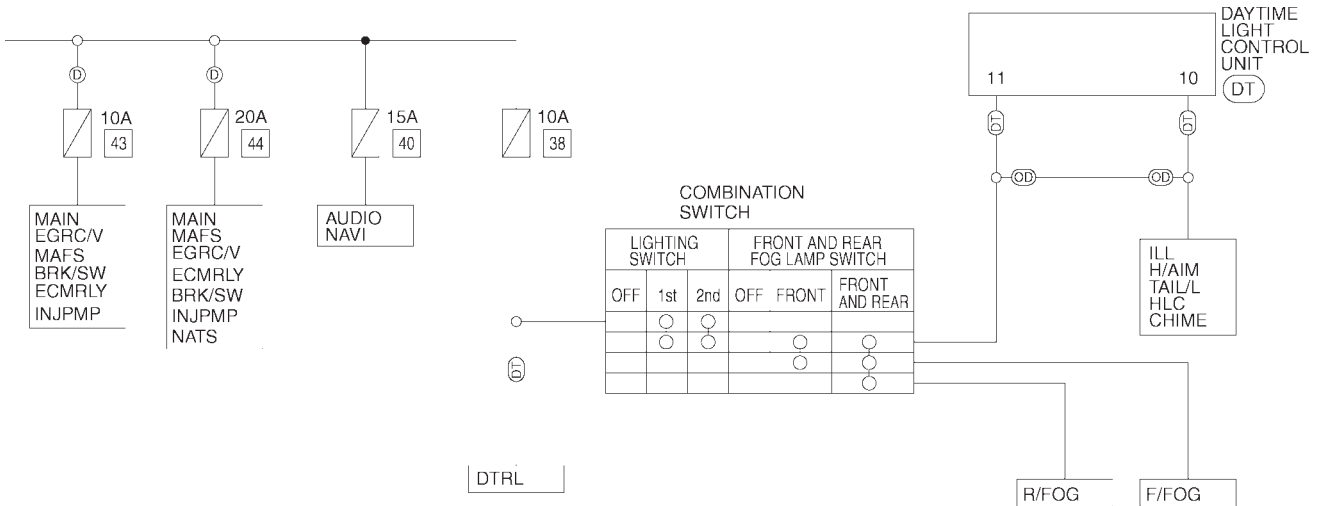 DAYTIME
LIGHT
CONTROL
UNIT
DT
11 10
D D
DT DT
10A
43
20A
44
15A
40
10A
38
OD OD
MAIN
EGRC/V
MAFS
BRK/SW
ECMRLY
INJPMP
MAIN
MAFS
EGRC/V
ECMRLY
BRK/SW
INJPMP
NATS
AUDIO
NAVI
COMBINATION
SWITCH
LIGHTING
SWITCH
FRONT AND REAR
FOG LAMP SWITCH
OFF 1st 2nd OFF FRONT FRONT
AND REAR
ILL
H/AIM
TAIL/L
HLC
CHIME
DT
DTRL
R/FOG
F/FOG